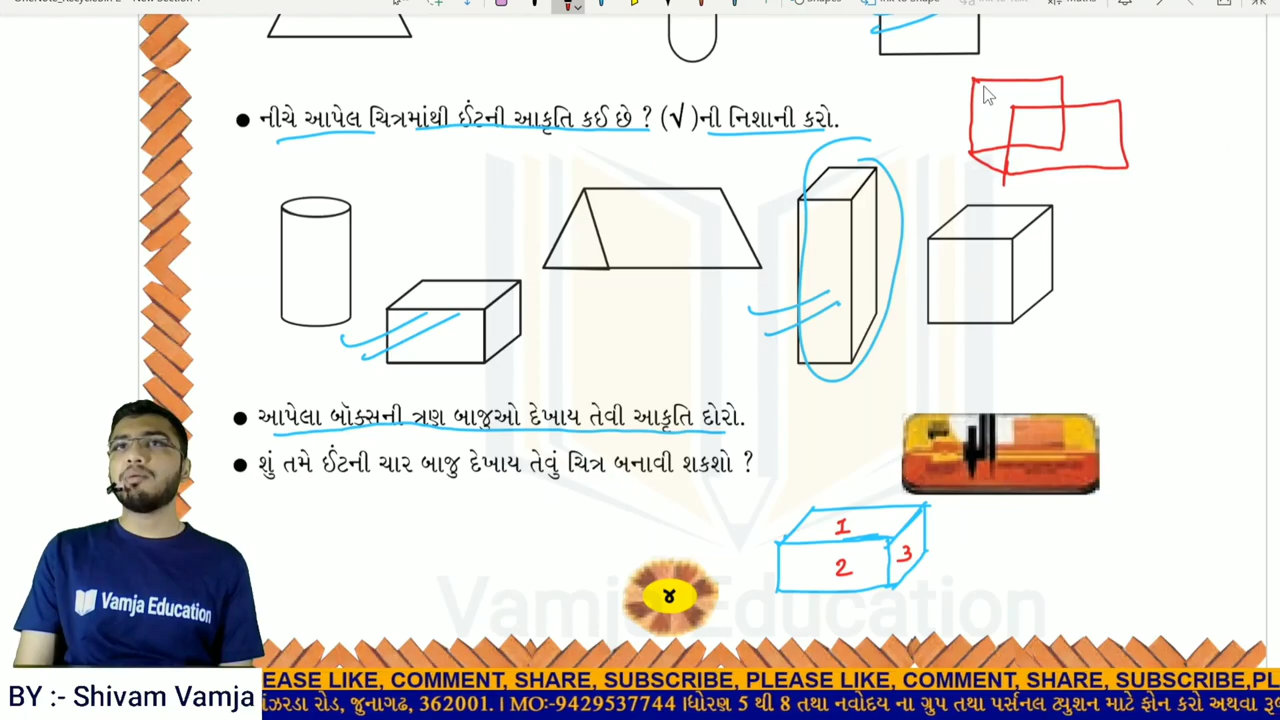 નીચે આપેલ ચિત્રમાંથી ઈંટની આકૃતિ કઈ છે ? (√)ની નિશાની કરો.
આપેલા બૉક્સની ત્રણ બાજુઓ દેખાય તેવી આકૃતિ દોરો.
શું તમે ઈંટની ચાર બાજુ દેખાય તેવું ચિત્ર બનાવી શકશો ?
1
2
3
૪
Vamja Education
Vamja Education
BY :- Shivam Vamja
EASE LIKE, COMMENT, SHARE, SUBSCRIBE, PLEASE LIKE, COMMENT, SHARE, SUBSCRIBE,PL
ઝરડા રોડ, જુનાગઢ, 362001. | MO:-9429537744 |ધોરણ 5 થી 8 તથા નવોદય ના ગ્રુપ તથા પર્સનલ ટ્યુશન માટે ફોન કરો અથવા